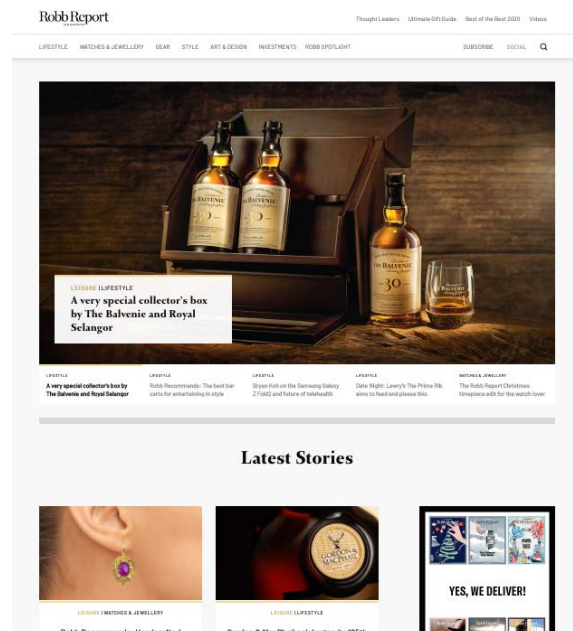 Robb Report
Thought Leaders Ultimate Gift Guide Best of the Best 2020 Videos
LIFESTYLE WATCHES & JEWELLERY GEAR STYLE ART & DESIGN INVESTMENTS ROBB SPOTLIGHT SUBSCRIBE SOCIAL
THE BALVENIE
THE BALVENIE
THE BALVENIE
30
THE BALVENIE
LEISURE | LIFESTYLE
A very special collector's box
by The Balvenie and Royal
Selangor
LIFESTYLE
A very special collector's box by
The Balvenie and Royal Selangor
LIFESTYLE
Robb Recommends: The best bar
carts for entertaining in style
LIFESTYLE
Bryan Koh on the Samsung Galaxy
Z Fold2 and future of telehealth
LIFESTYLE
Date Night: Lawry's The Prime Rib
aims to feed and please this
WATCHES & JEWELLERY
The Robb Report Christmas
timepiece edit for the watch lover
Latest Stories
LEISURE | WATCHES & JEWELLERY
GORDON &
MACPHAIL
LEISURE | LIFESTYLE
YES, WE DELIVER!